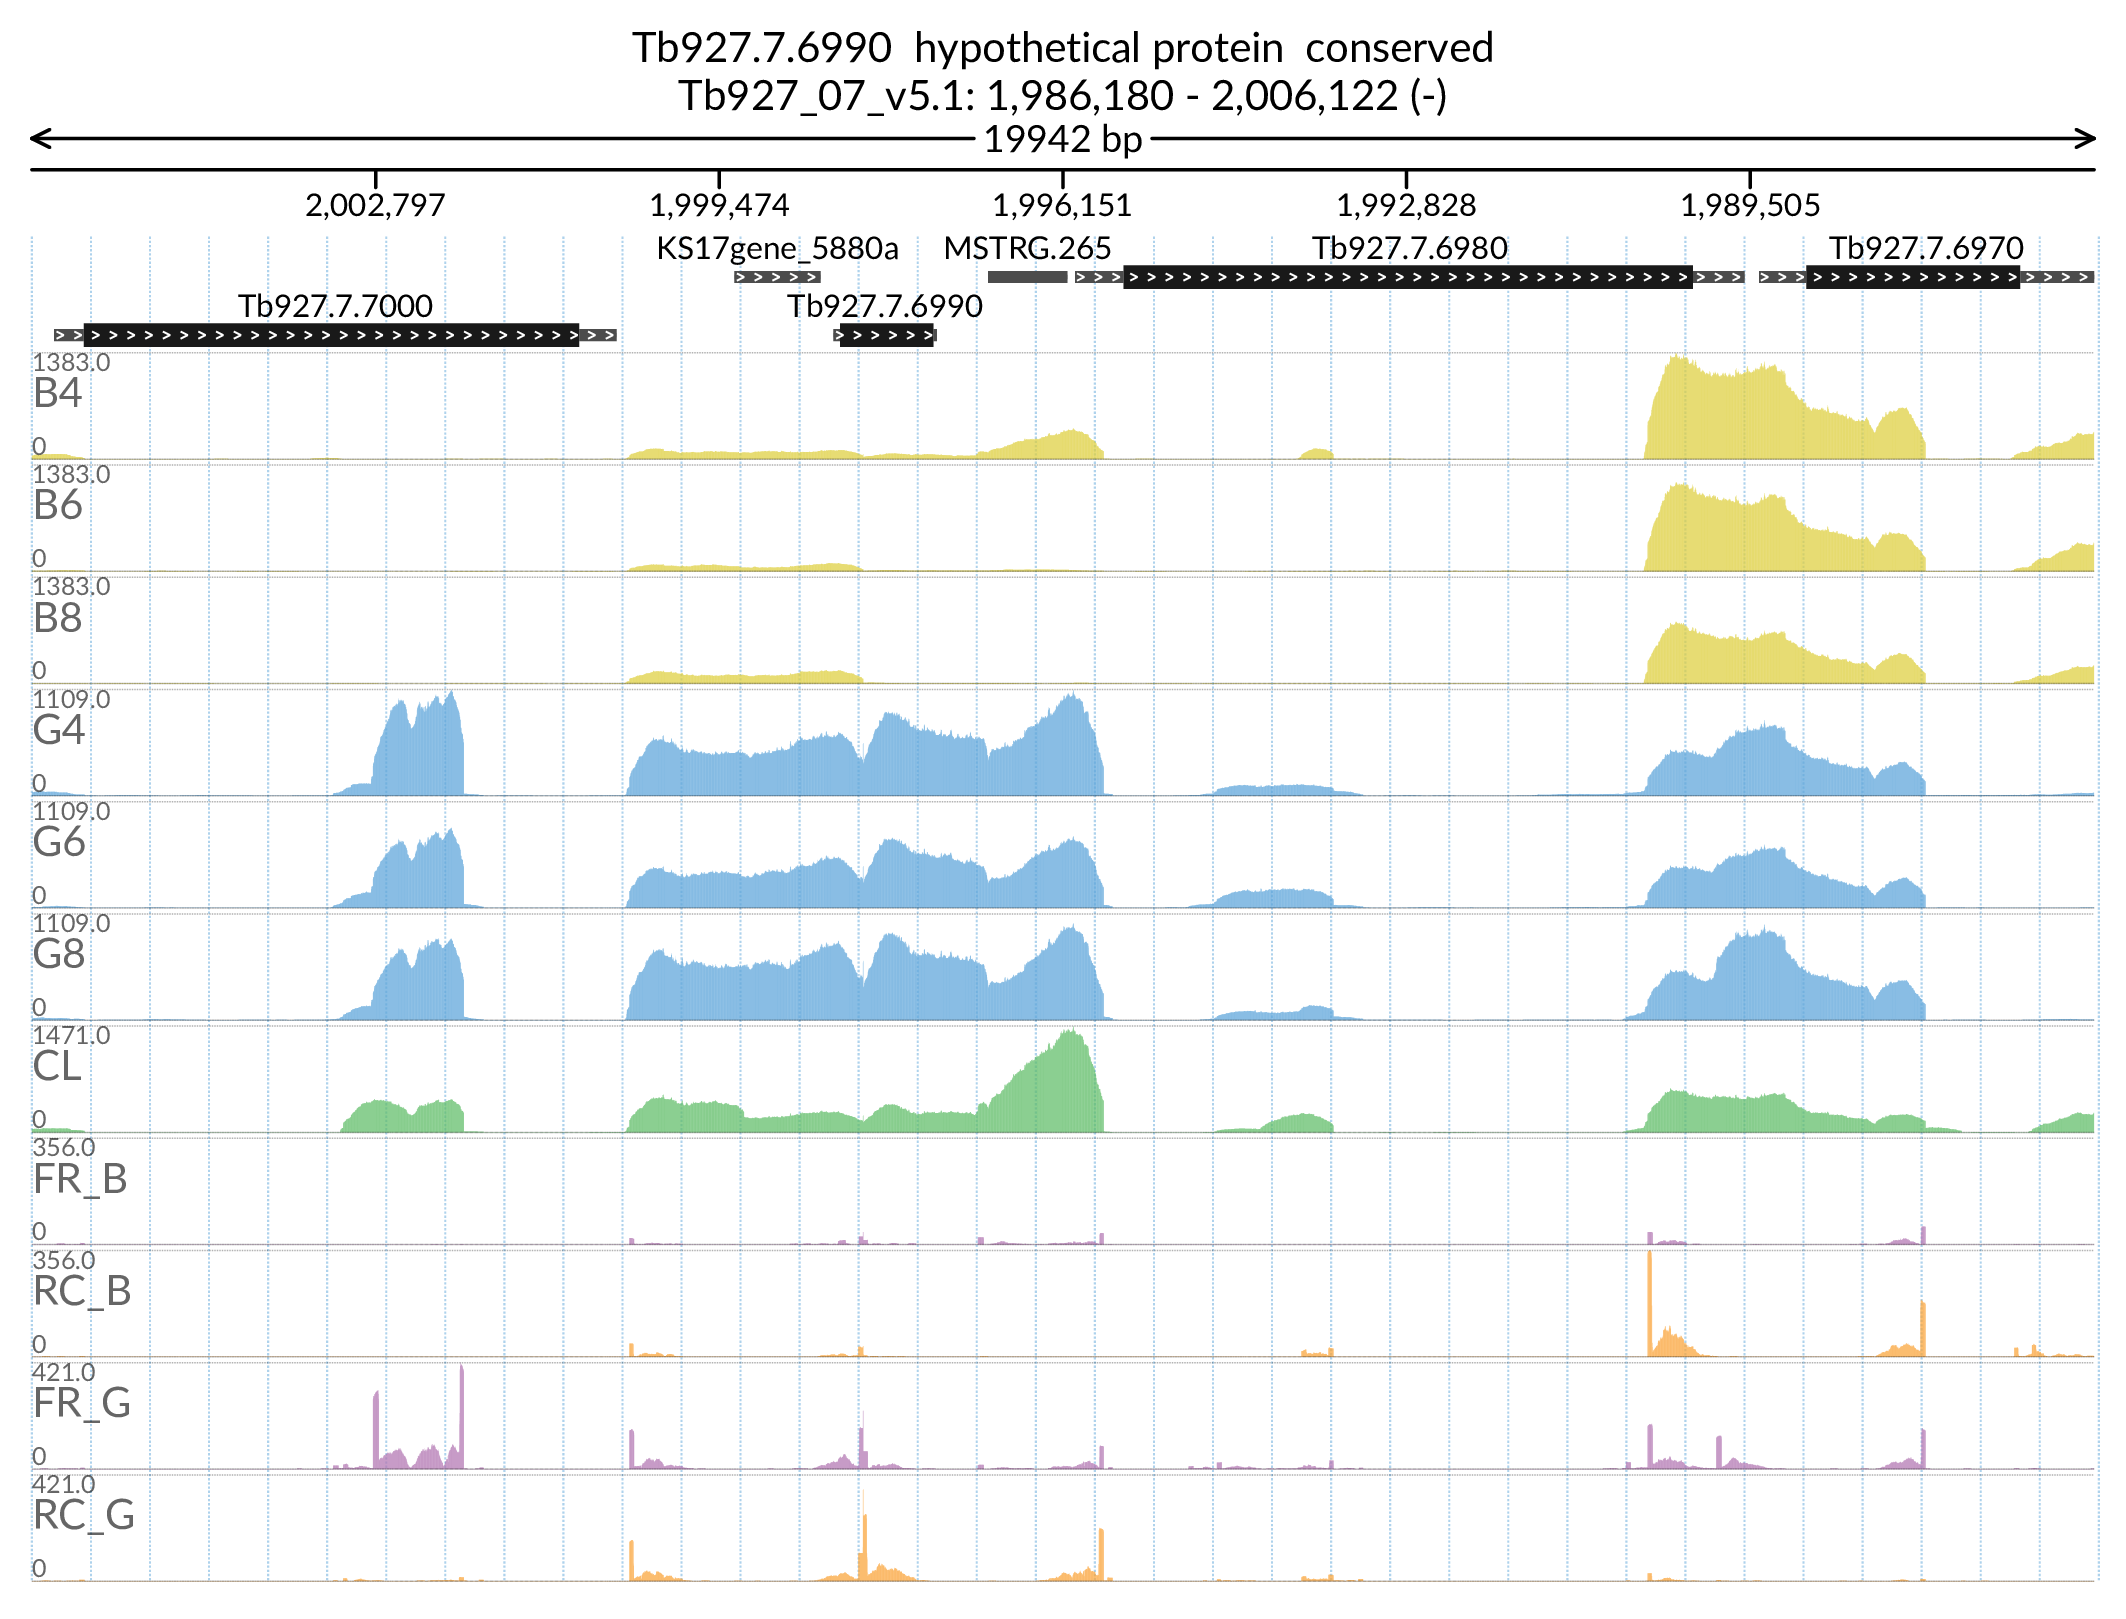 Tb927.7.6990  hypothetical protein  conserved
Tb927_07_v5.1: 1,986,180 - 2,006,122 (-)
19942 bp
2,002,797 1,999,474 1,996,151 1,992,828 1,989,505
KS17gene_5880a MSTRG.265 Tb927.7.6980 Tb927.7.6970
Tb927.7.7000 Tb927.7.6990
1383.0
B4
0
1383.0
B6
0
1383.0
B8
0
1109.0
G4
0
1109.0
G6
0
1109.0
G8
0
1471.0
CL
0
356.0
FR_B
0
356.0
RC_B
0
421.0
FR_G
0
421.0
RC_G
0